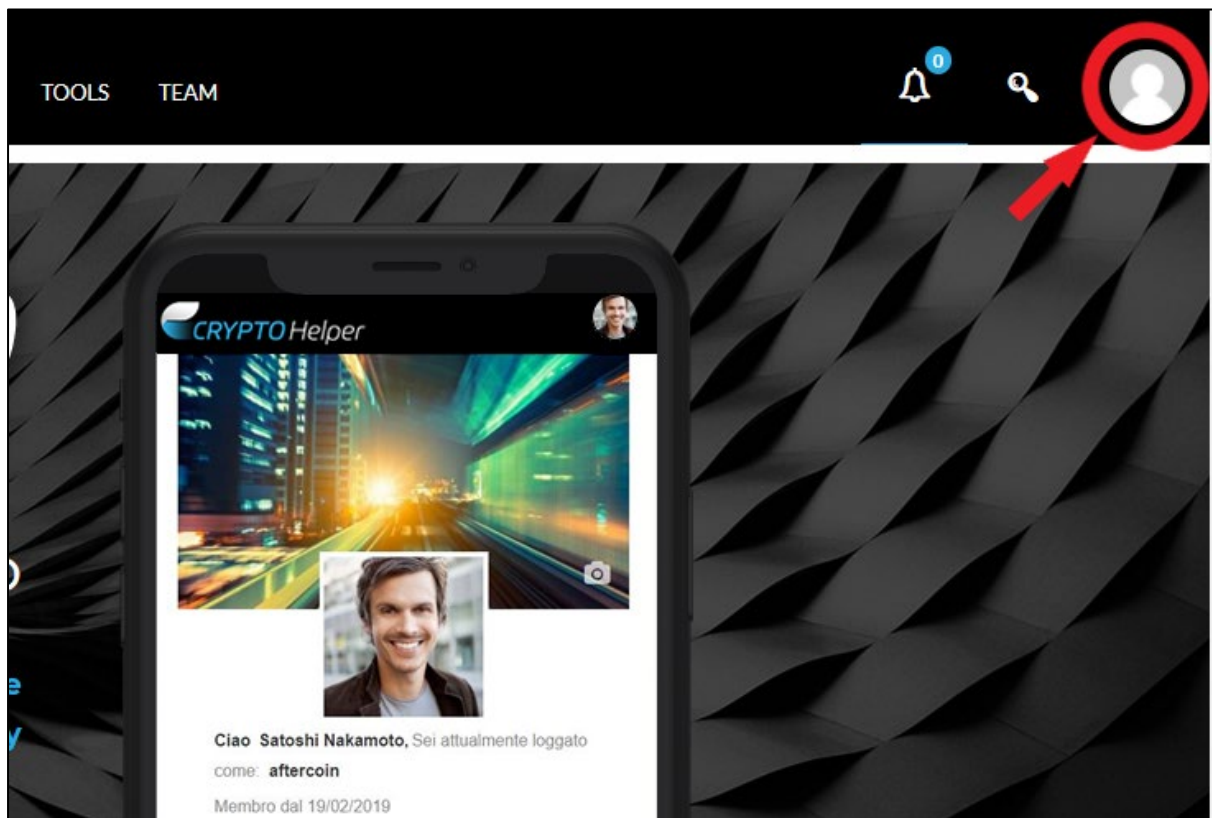 TOOLS TEAM
0
CRYPTO Helper
Ciao Satoshi Nakamoto, Sei attualmente loggato
come: aftercoin
Membro dal 19/02/2019
e
y